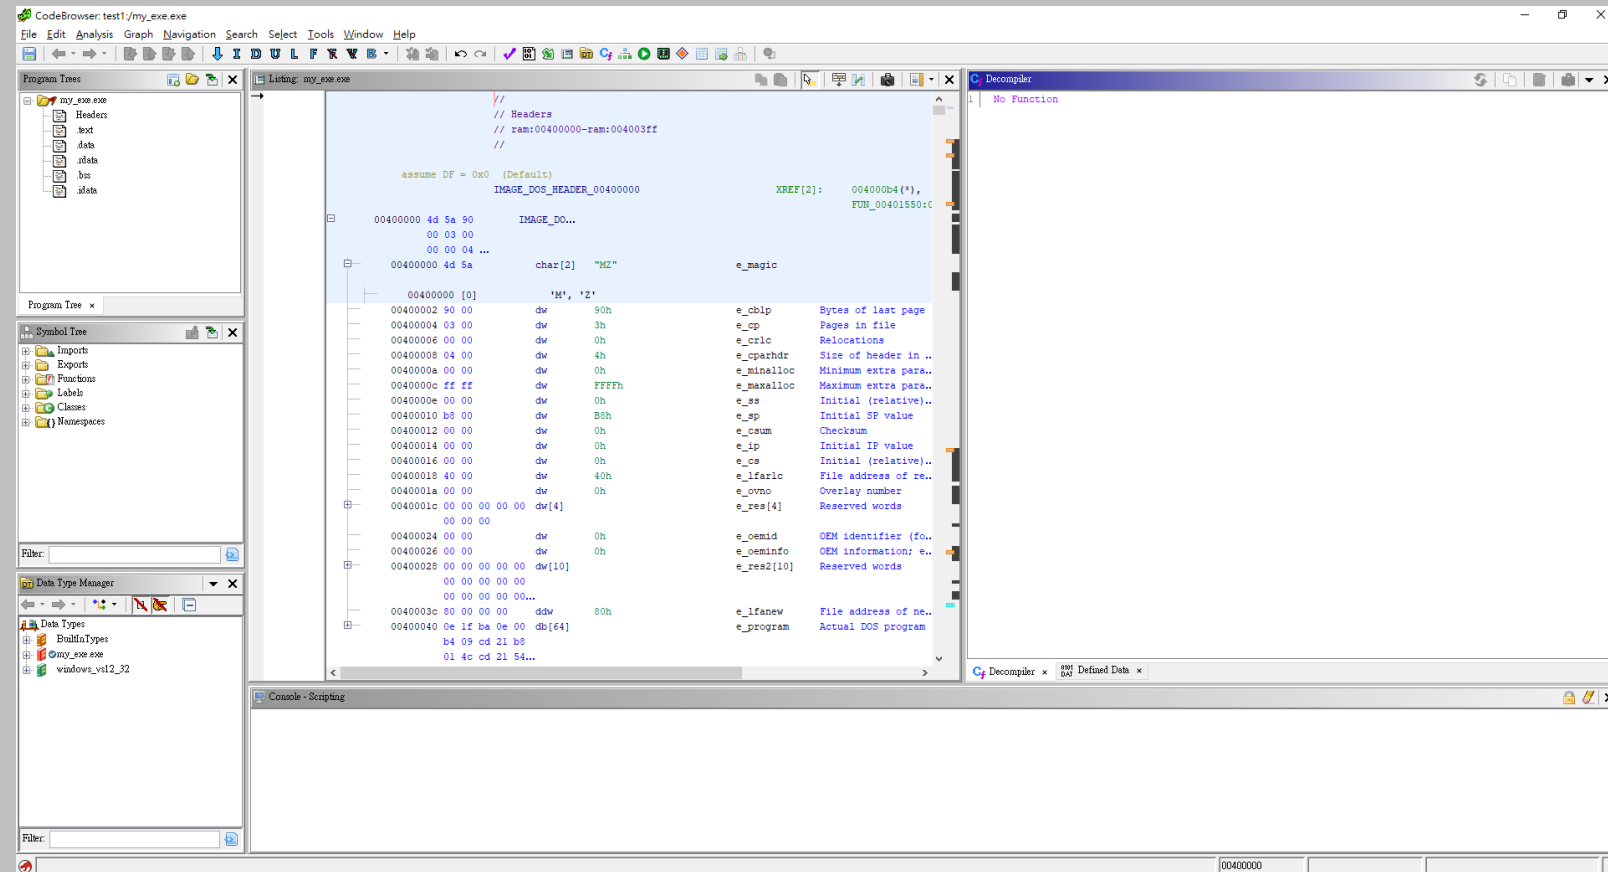 CodeBrowser: test1:/my_exe.exe
File Edit Analysis Graph Navigation Search Select Tools Window Help
I D U L F R V B
Program Trees
my_exe.exe
Headers
.text
.data
.rdata
.bss
.idata
Program Tree ×
Symbol Tree
Imports
Exports
Functions
Labels
Classes
Namespaces
Filter:
Data Type Manager
Data Types
BuiltInTypes
my_exe.exe
windows_vs12_32
Filter:
Listing: my_exe.exe
//
// Headers
// ram:00400000-ram:004003ff
//
assume DF = 0x0 (Default)
IMAGE_DOS_HEADER_00400000 XREF[2]: 004000b4(*),
FUN_00401550:0
00400000 4d 5a 90 IMAGE_DO...
00 03 00
00 00 04 ...
00400000 4d 5a char[2] "MZ" e_magic
00400000 [0] 'M', 'Z'
00400002 90 00 dw 90h e_cblp Bytes of last page
00400004 03 00 dw 3h e_cp Pages in file
00400006 00 00 dw 0h e_crlc Relocations
00400008 04 00 dw 4h e_cparhdr Size of header in ..
0040000a 00 00 dw 0h e_minalloc Minimum extra para..
0040000c ff ff dw FFFFh e_maxalloc Maximum extra para..
0040000e 00 00 dw 0h e_ss Initial (relative)..
00400010 b8 00 dw B8h e_sp Initial SP value
00400012 00 00 dw 0h e_csum Checksum
00400014 00 00 dw 0h e_ip Initial IP value
00400016 00 00 dw 0h e_cs Initial (relative)..
00400018 40 00 dw 40h e_lfarlc File address of re..
0040001a 00 00 dw 0h e_ovno Overlay number
0040001c 00 00 00 00 00 dw[4] e_res[4] Reserved words
00 00 00
00400024 00 00 dw 0h e_oemid OEM identifier (fo..
00400026 00 00 dw 0h e_oeminfo OEM information; e..
00400028 00 00 00 00 00 dw[10] e_res2[10] Reserved words
00 00 00 00 00
00 00 00 00 00...
0040003c 80 00 00 00 ddw 80h e_lfanew File address of ne..
00400040 0e 1f ba 0e 00 db[64] e_program Actual DOS program
b4 09 cd 21 b8
01 4c cd 21 54...
Decompiler
1 No Function
Decompiler × Defined Data ×
Console - Scripting
00400000